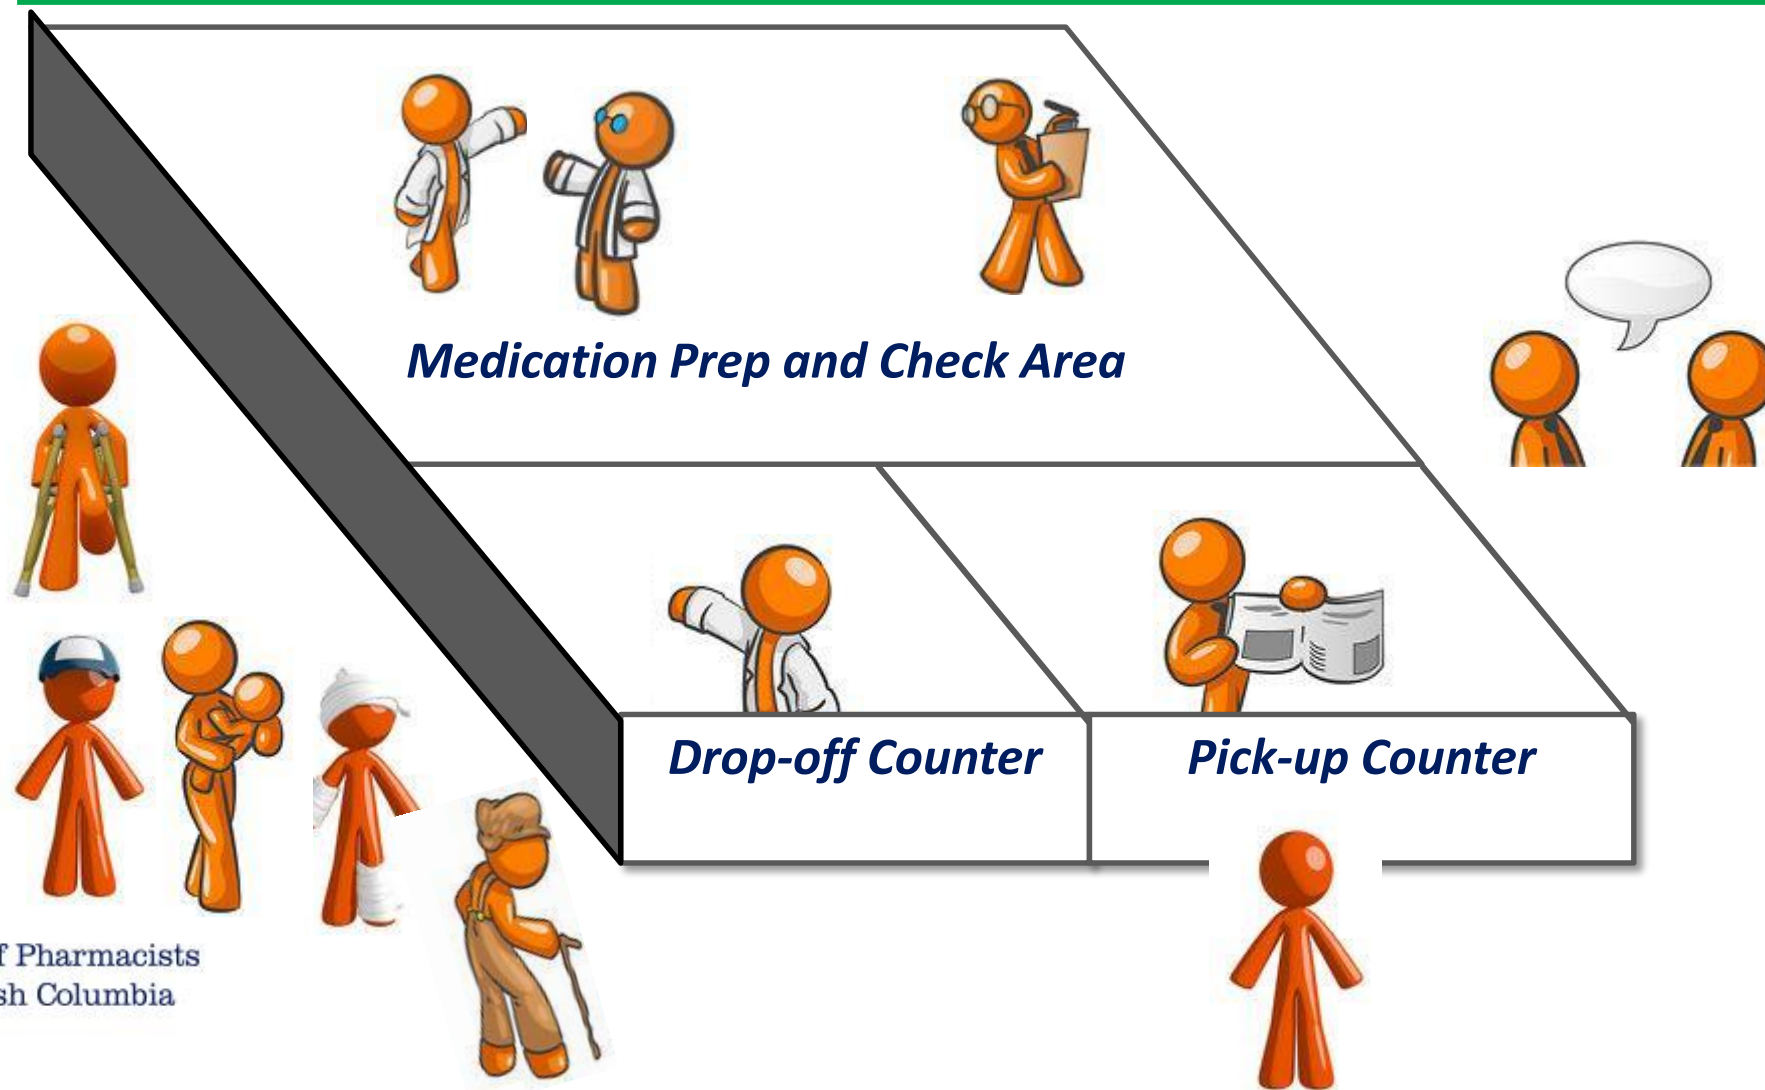 Medication Prep and Check Area
Drop-off Counter
Pick-up Counter
f Pharmacists
sh Columbia